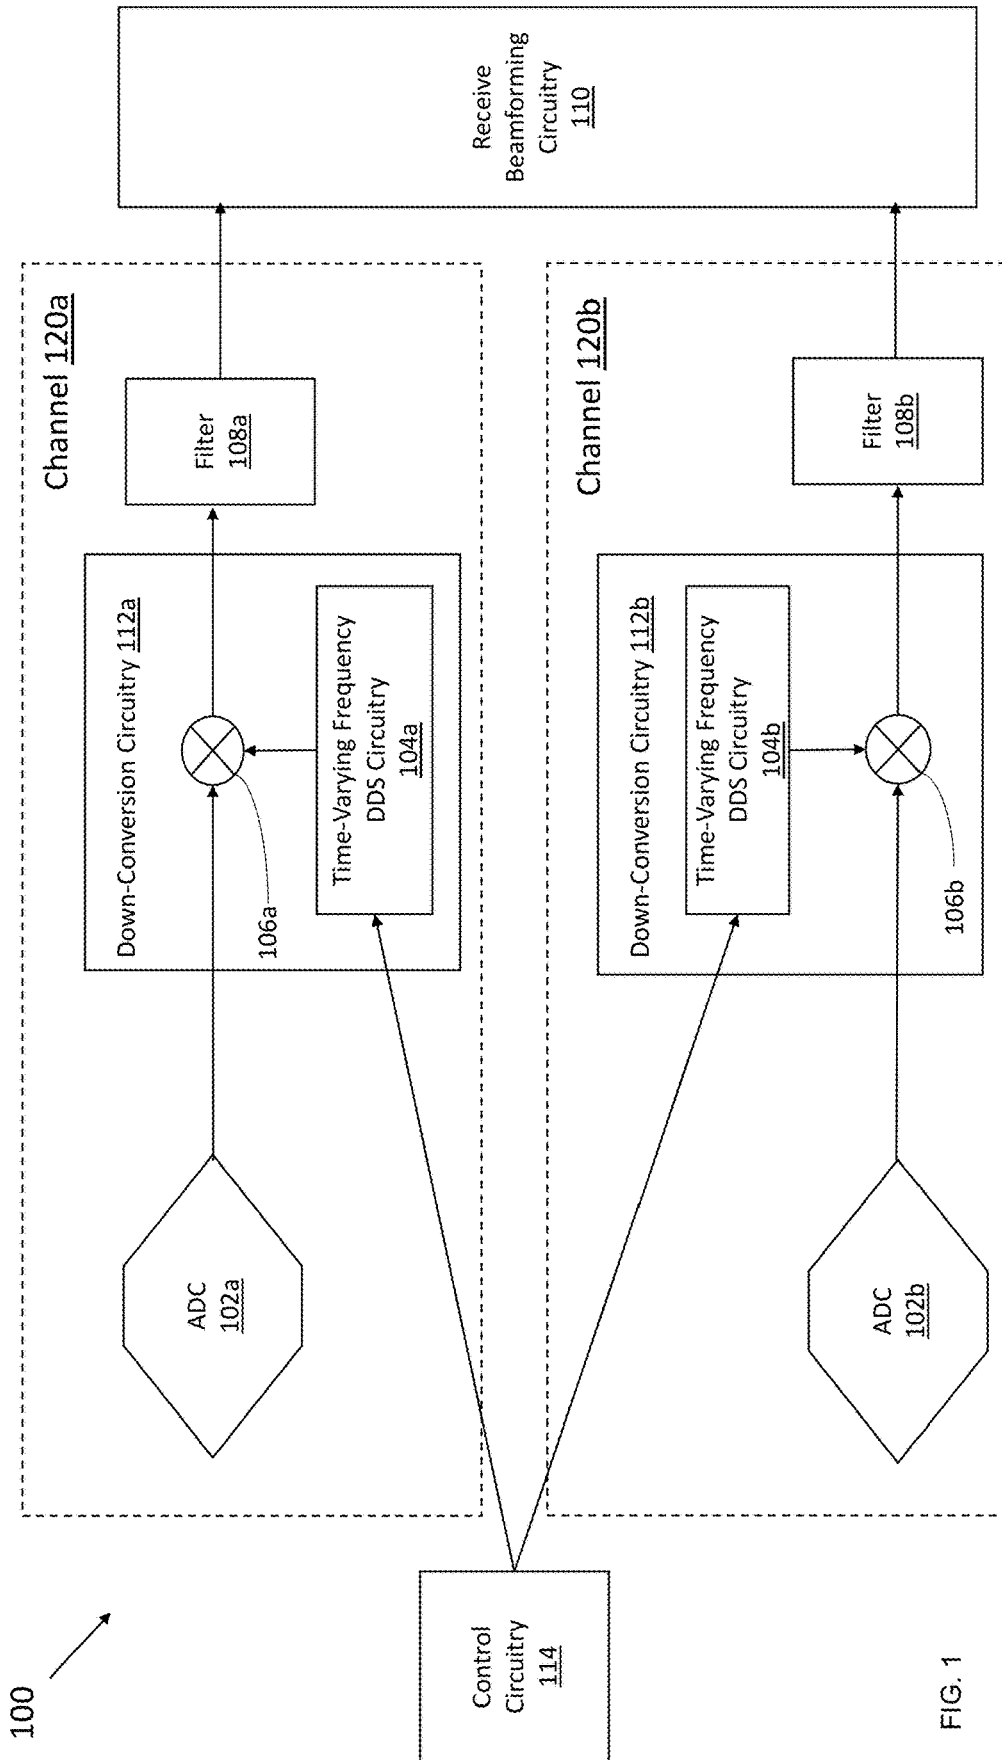 100
Control
Circuitry
114
Channel 120a
ADC
102a
Down-Conversion Circuitry 112a
106a
Time-Varying Frequency
DDS Circuitry
104a
Filter
108a
Channel 120b
ADC
102b
Down-Conversion Circuitry 112b
Time-Varying Frequency
DDS Circuitry
104b
106b
Filter
108b
Receive
Beamforming
Circuitry
110
FIG. 1